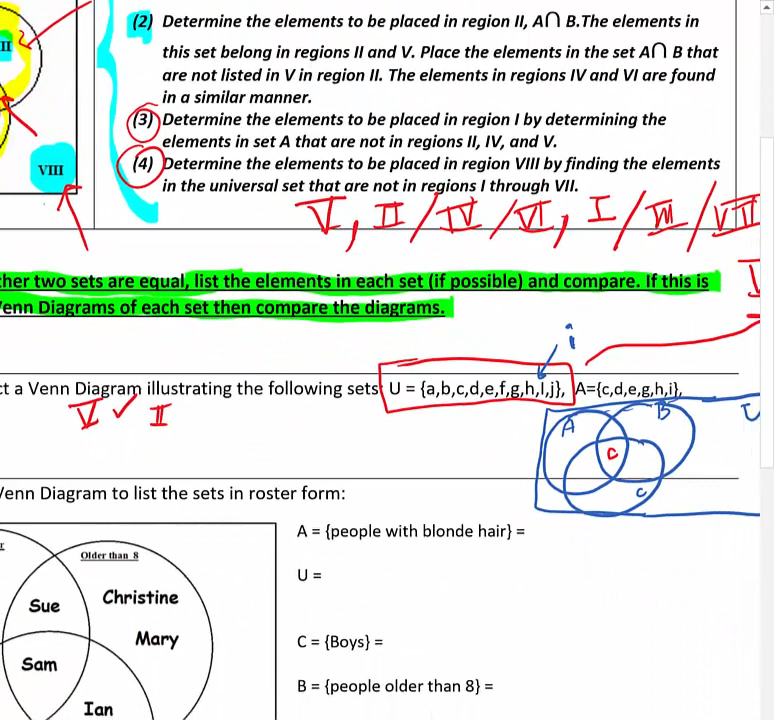 II
(2) Determine the elements to be placed in region II, A∩ B.The elements in
this set belong in regions II and V. Place the elements in the set A∩ B that
are not listed in V in region II. The elements in regions IV and VI are found
in a similar manner.
(3) Determine the elements to be placed in region I by determining the
elements in set A that are not in regions II, IV, and V.
VIII
(4) Determine the elements to be placed in region VIII by finding the elements
in the universal set that are not in regions I through VII.
V, II/IV/VI, I/III/VII
her two sets are equal, list the elements in each set (if possible) and compare. If this is
enn Diagrams of each set then compare the diagrams.
i
ct a Venn Diagram illustrating the following sets U = {a,b,c,d,e,f,g,h,I,j}, A={c,d,e,g,h,i},
V ✓ II
A B U
c
C
Venn Diagram to list the sets in roster form:
A = {people with blonde hair} =
Older than 8
U =
Sue Christine
Mary
C = {Boys} =
Sam
B = {people older than 8} =
Ian